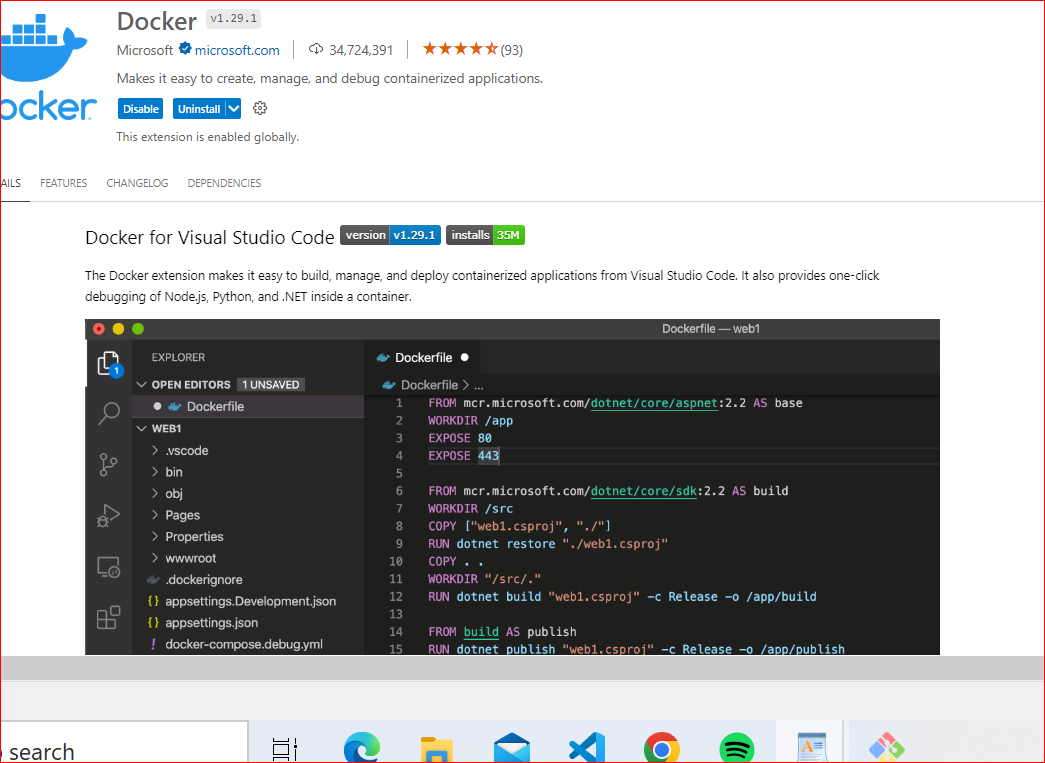 Docker v1.29.1
Microsoft microsoft.com 34,724,391 (93)
Makes it easy to create, manage, and debug containerized applications.
Disable Uninstall
This extension is enabled globally.
ocker
AILS FEATURES CHANGELOG DEPENDENCIES
Docker for Visual Studio Code version v1.29.1 installs 35M
The Docker extension makes it easy to build, manage, and deploy containerized applications from Visual Studio Code. It also provides one-click
debugging of Node.js, Python, and .NET inside a container.
Dockerfile — web1
EXPLORER
OPEN EDITORS 1 UNSAVED
Dockerfile
WEB1
.vscode
bin
obj
Pages
Properties
wwwroot
.dockerignore
{} appsettings.Development.json
{} appsettings.json
! docker-compose.debug.yml
1
Dockerfile
Dockerfile > ...
1 FROM mcr.microsoft.com/dotnet/core/aspnet:2.2 AS base
2 WORKDIR /app
3 EXPOSE 80
4 EXPOSE 443
5
6 FROM mcr.microsoft.com/dotnet/core/sdk:2.2 AS build
7 WORKDIR /src
8 COPY ["web1.csproj", "./"]
9 RUN dotnet restore "./web1.csproj"
10 COPY . .
11 WORKDIR "/src/."
12 RUN dotnet build "web1.csproj" -c Release -o /app/build
13
14 FROM build AS publish
15 RUN dotnet publish "web1.csproj" -c Release -o /app/publish
search